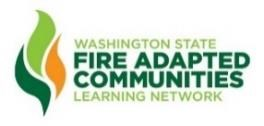 WASHINGTON STATE
FIRE ADAPTED
COMMUNITIES
LEARNING NETWORK